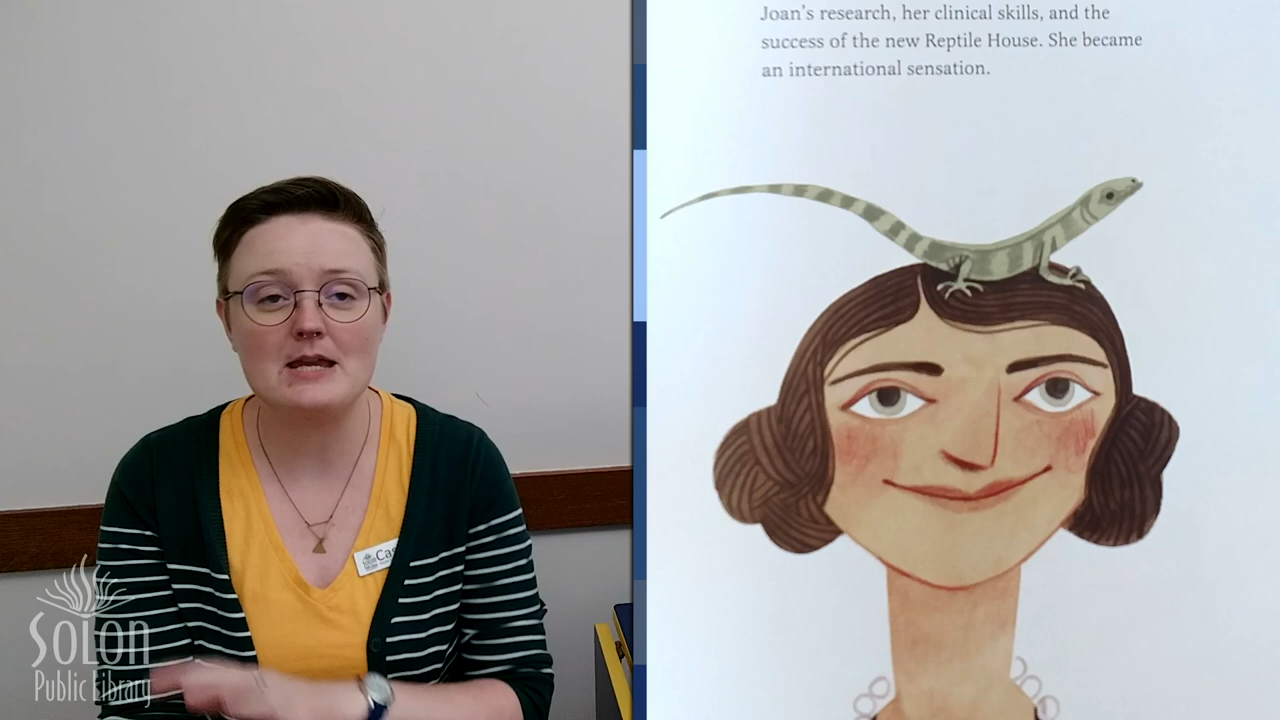 Joan's research, her clinical skills, and the
success of the new Reptile House. She became
an international sensation.
Cas
SOLON
Public Library